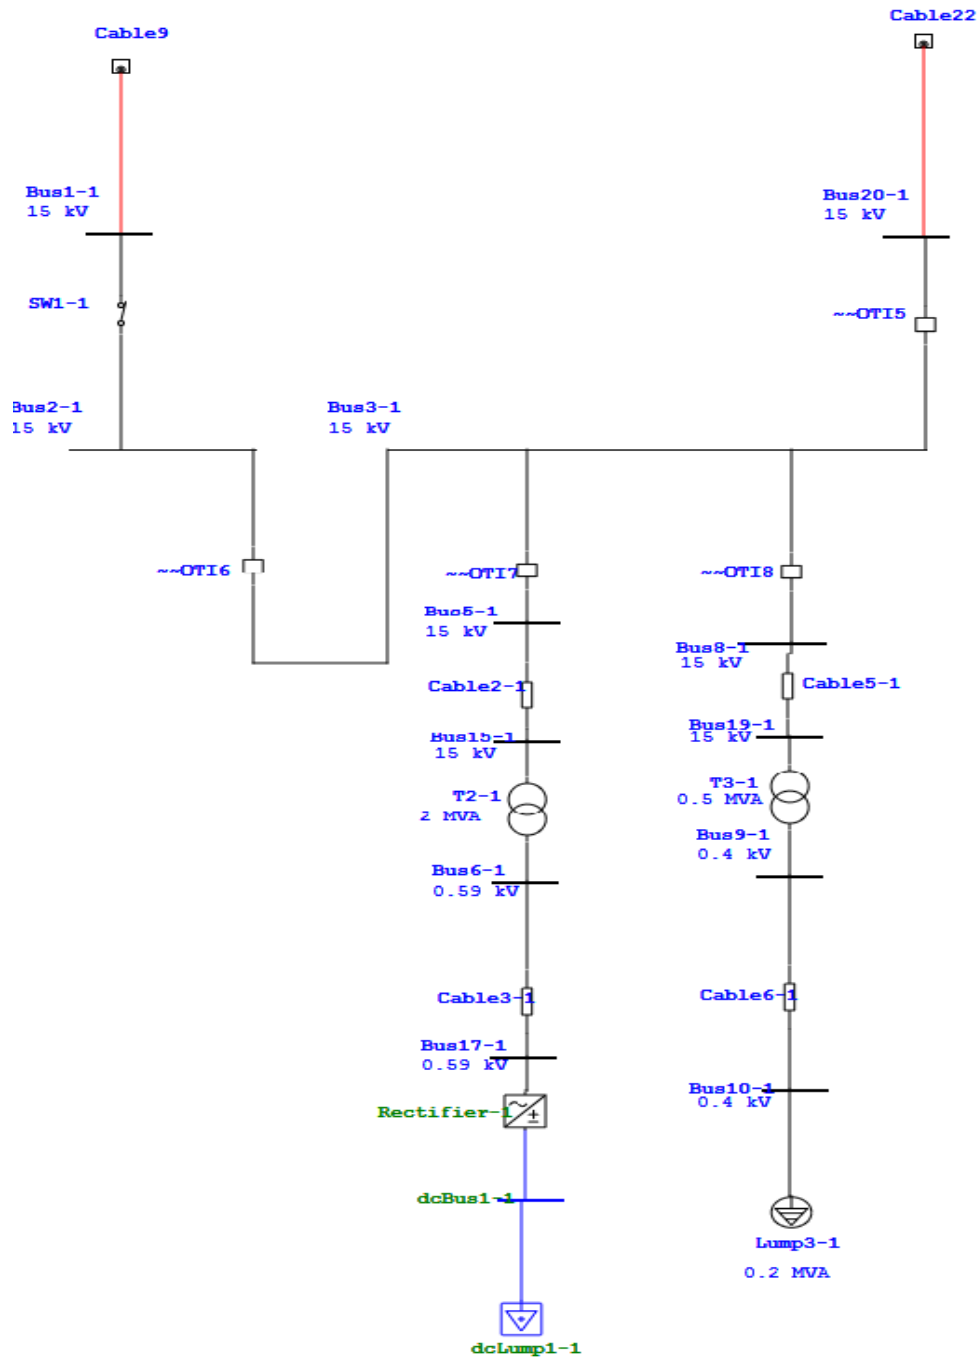 Cable9
Cable22
Bus1-1
15 kV
Bus20-1
15 kV
SW1-1
~~OTI5
Bus2-1
15 kV
Bus3-1
15 kV
~~OTI6
~~OTI7
~~OTI8
Bus5-1
15 kV
Bus8-1
15 kV
Cable2-1
Cable5-1
Bus15-1
15 kV
Bus19-1
15 kV
T2-1
2 MVA
T3-1
0.5 MVA
Bus9-1
0.4 kV
Bus6-1
0.59 kV
Cable3-1
Cable6-1
Bus17-1
0.59 kV
Bus10-1
0.4 kV
Rectifier-1
dcBus1-1
Lump3-1
0.2 MVA
dcLump1-1